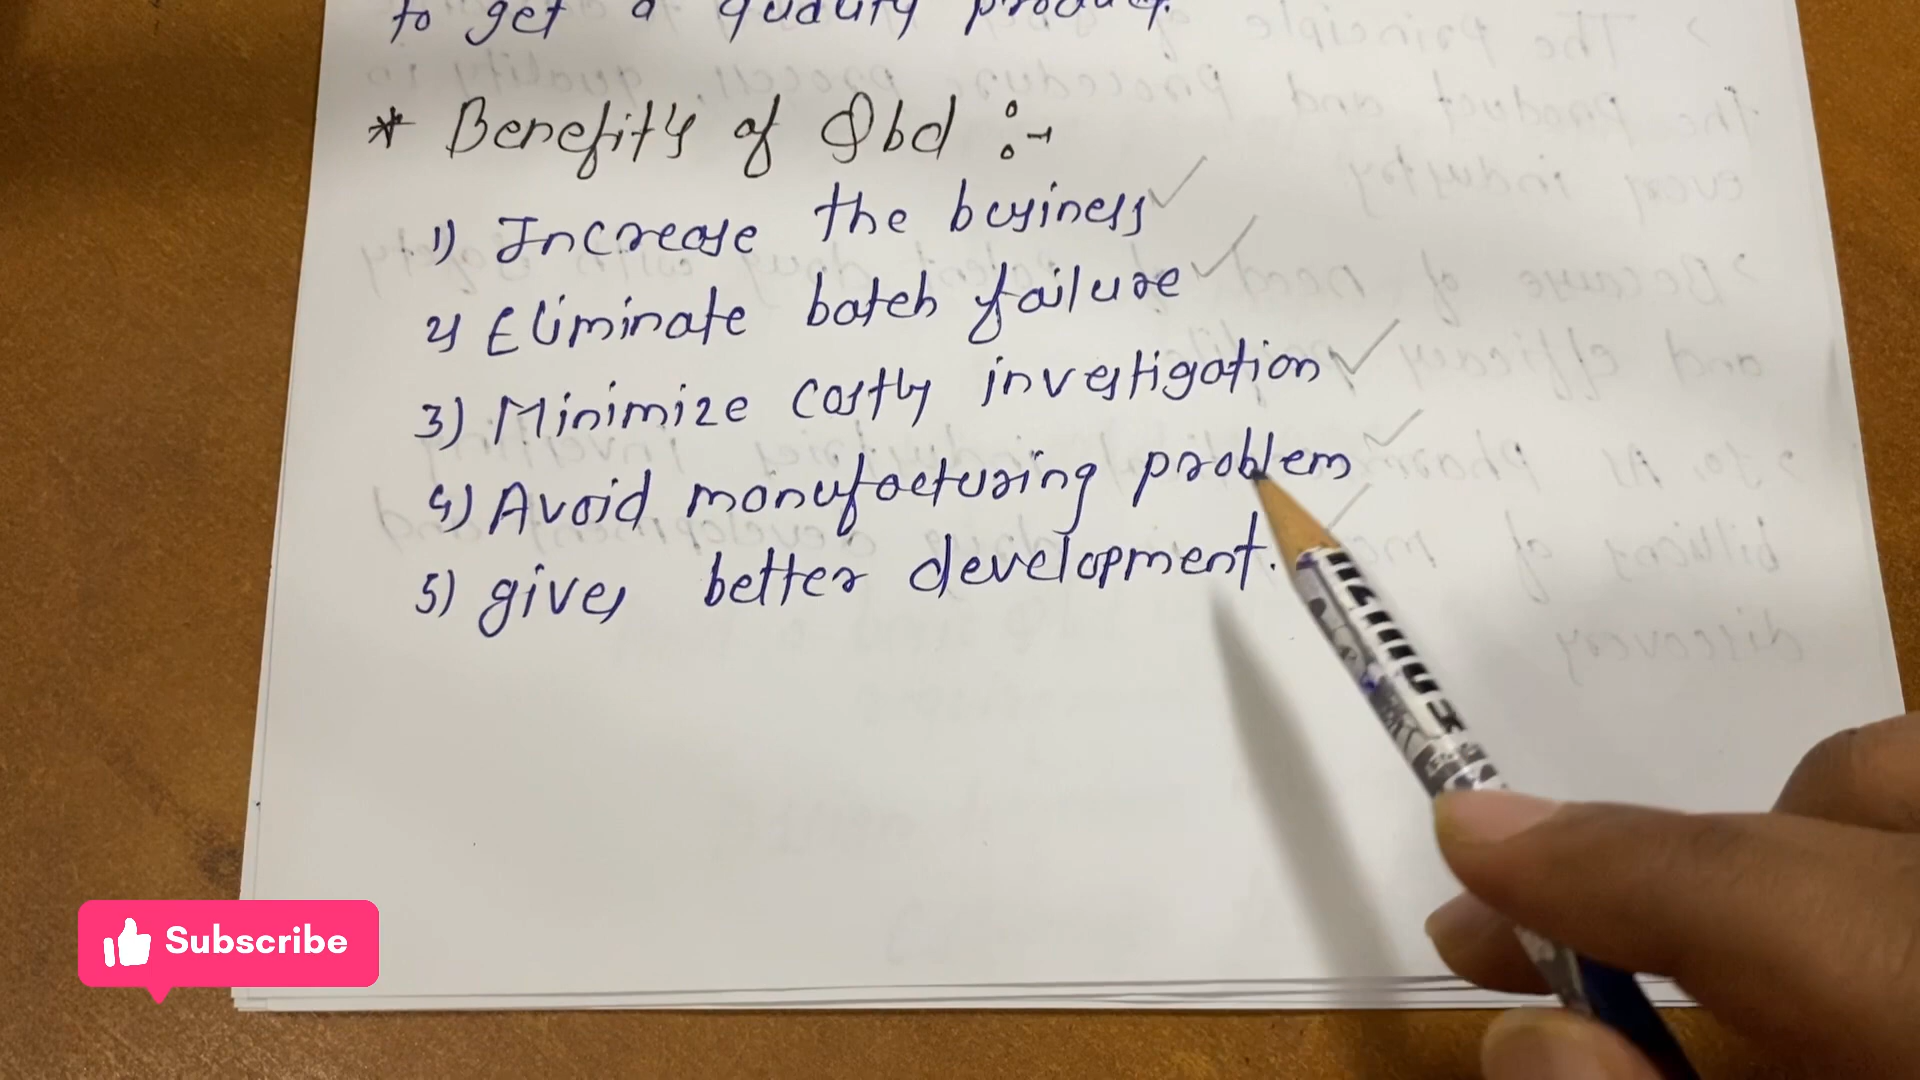 to get a quality product.
* Benefit's of Qbd :-
1) Increase the business
2) Eliminate batch failure
3) Minimize costly investigation
4) Avoid manufacturing problem
5) gives better development.
Subscribe